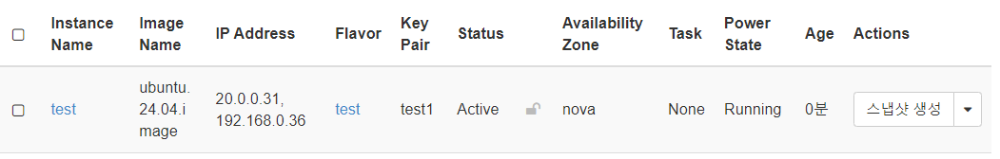 Instance Name Image Name IP Address Flavor Key Pair Status Availability Zone Task Power State Age Actions
test ubuntu.24.04.image 20.0.0.31, 192.168.0.36 test test1 Active nova None Running 0분 스냅샷 생성